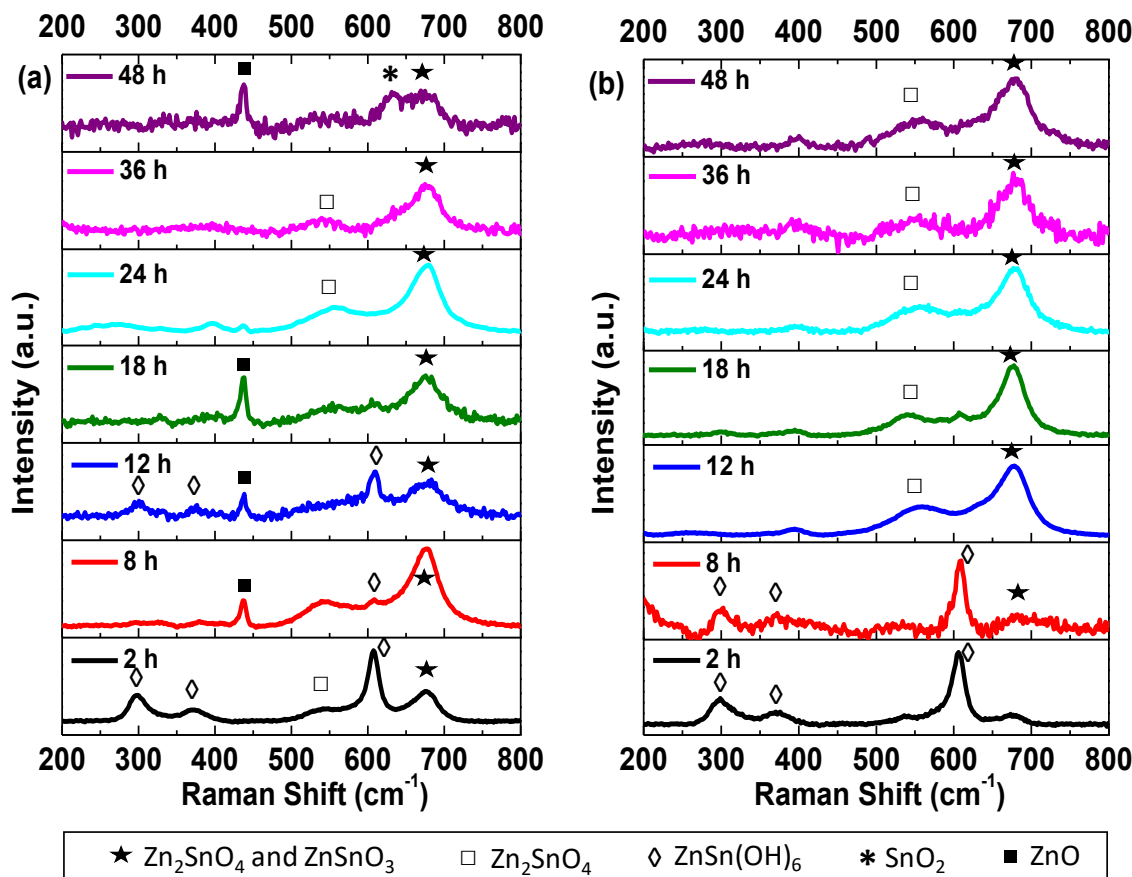 200 300 400 500 600 700 800
(a)
48 h
*
36 h
24 h
18 h
12 h
8 h
2 h
200 300 400 500 600 700 800
Raman Shift (cm⁻¹)
Intensity (a.u.)
200 300 400 500 600 700 800
(b)
48 h
36 h
24 h
18 h
12 h
8 h
2 h
200 300 400 500 600 700 800
Raman Shift (cm⁻¹)
Intensity (a.u.)
★ Zn₂SnO₄ and ZnSnO₃ □ Zn₂SnO₄ ◊ ZnSn(OH)₆ * SnO₂ ■ ZnO